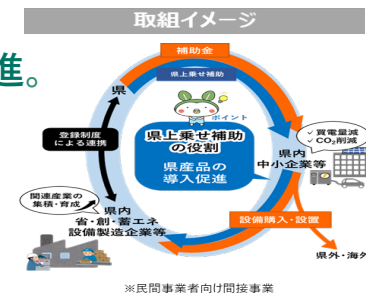 取組イメージ
進。
補助金
県上乗せ補助
県
ポイント
県上乗せ補助
の役割
県産品の
導入促進
✓買電量減
✓CO₂削減
県内
中小企業等
登録制度
による連携
関連産業の
集積・育成
県内
省・創・蓄エネ
設備製造企業等
設備購入・設置
県外・海外
※民間事業者向け間接事業